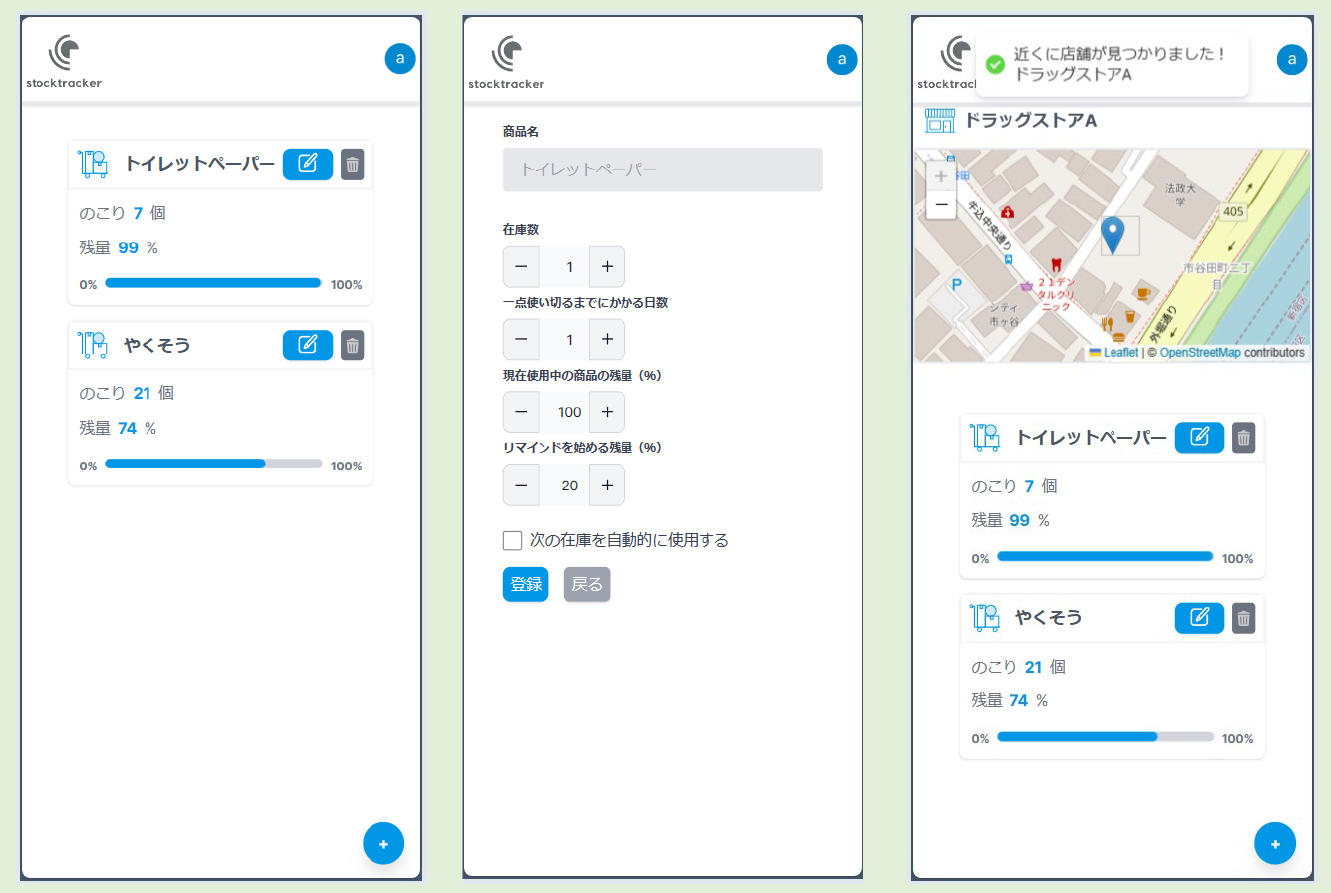 stocktracker
a
トイレットペーパー
のこり 7 個
残量 99 %
0% 100%
やくそう
のこり 21 個
残量 74 %
0% 100%
+
stocktracker
a
商品名
トイレットペーパー
在庫数
− 1 +
一点使い切るまでにかかる日数
− 1 +
現在使用中の商品の残量（%）
− 100 +
リマインドを始める残量（%）
− 20 +
次の在庫を自動的に使用する
登録 戻る
近くに店舗が見つかりました！
ドラッグストアA
stocktrac
a
ドラッグストアA
+
−
牛込中央通り
法政大
学
405
市谷田町二丁
目
P
21デン
タルクリ
ニック
シティ
市ヶ谷
外堀通り
新宿区
Leaflet | © OpenStreetMap contributors
トイレットペーパー
のこり 7 個
残量 99 %
0% 100%
やくそう
のこり 21 個
残量 74 %
0% 100%
+